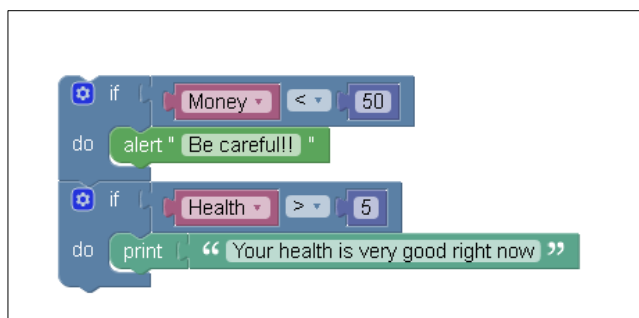 if Money < 50
do alert " Be careful!! "
if Health > 5
do print “ Your health is very good right now ”